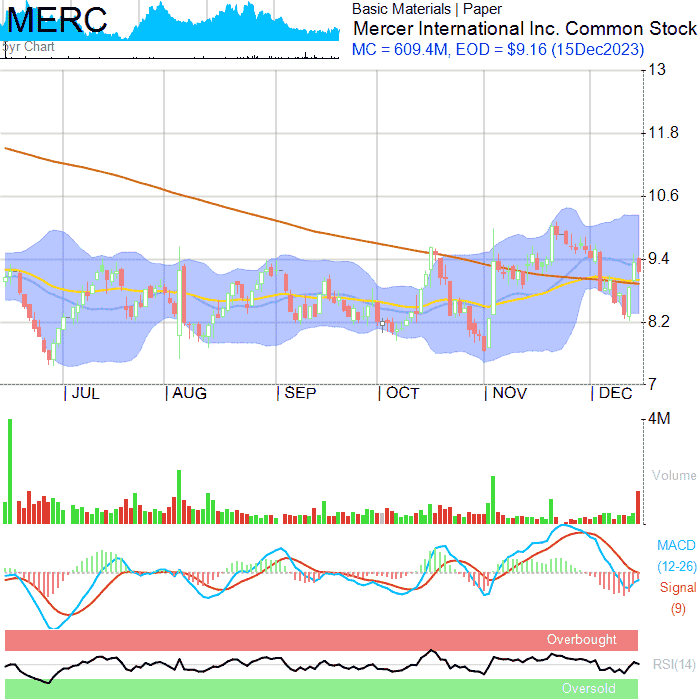 MERC
5yr Chart
Basic Materials | Paper
Mercer International Inc. Common Stock
MC = 609.4M, EOD = $9.16 (15Dec2023)
13
11.8
10.6
9.4
8.2
7
JUL
AUG
SEP
OCT
NOV
DEC
4M
Volume
MACD
(12-26)
Signal
(9)
Overbought
RSI(14)
Oversold